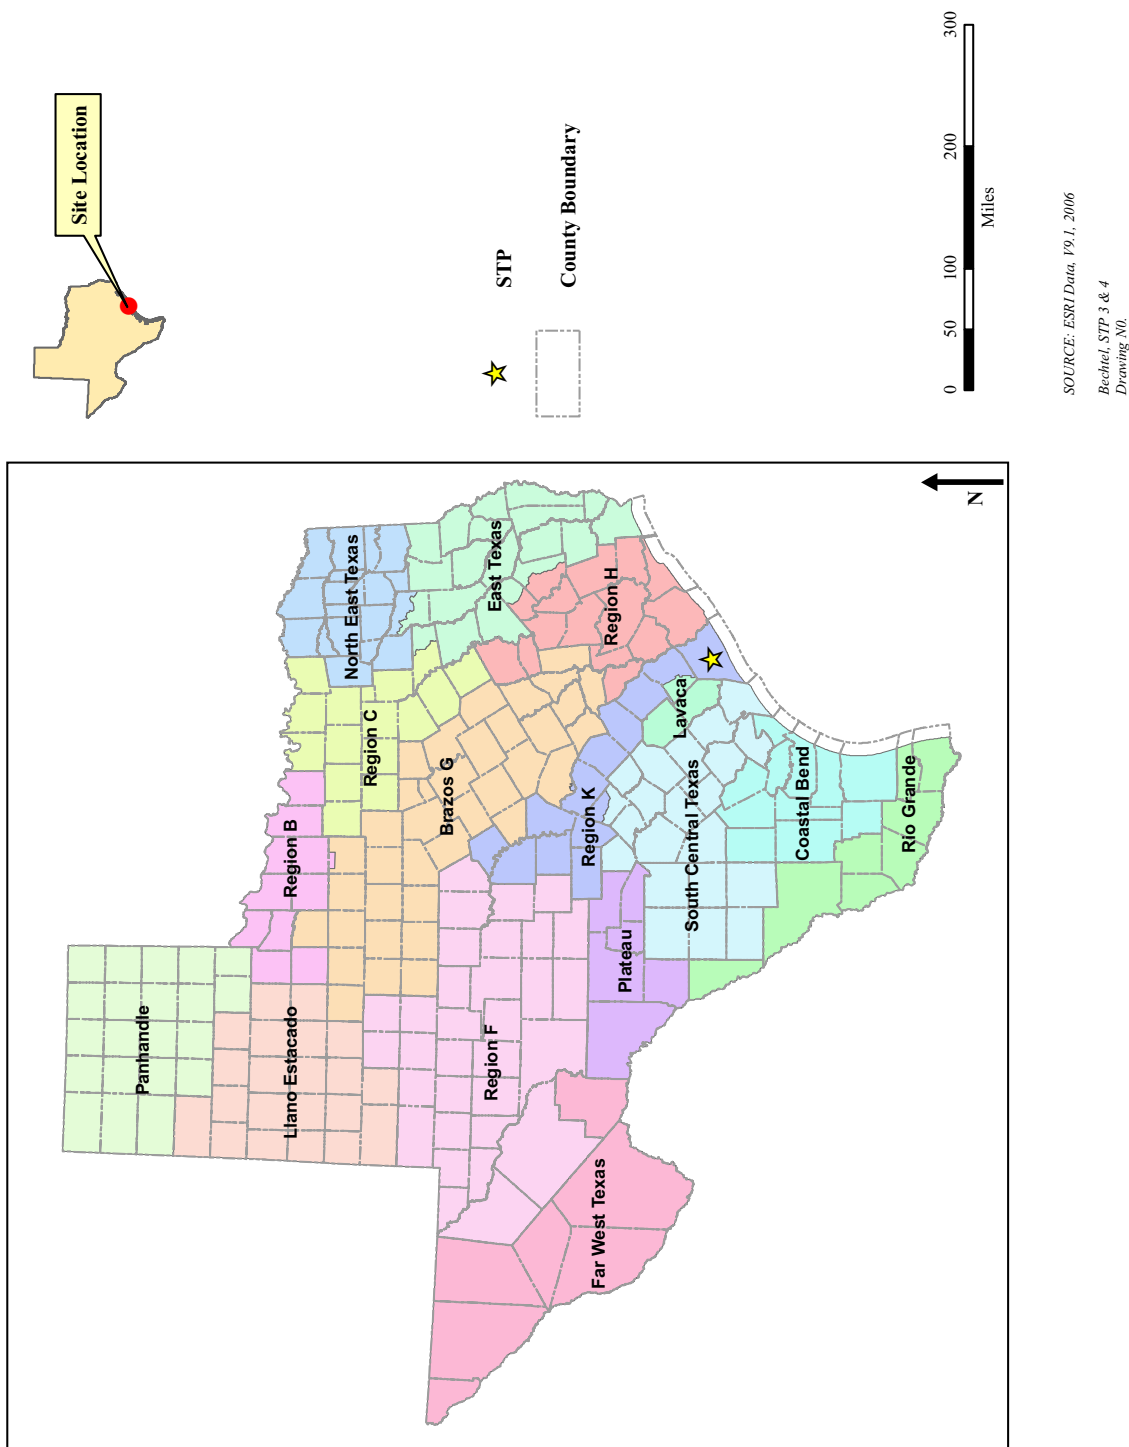 Site Location
STP
County Boundary
0 50 100 200 300
Miles
SOURCE: ESRI Data, V9.1, 2006
Bechtel, STP 3 & 4
Drawing N0.
N
Panhandle
Llano Estacado
Region B
North East Texas
Region C
Brazos G
East Texas
Region F
Region H
Region K
Far West Texas
Plateau
Lavaca
South Central Texas
Coastal Bend
Rio Grande